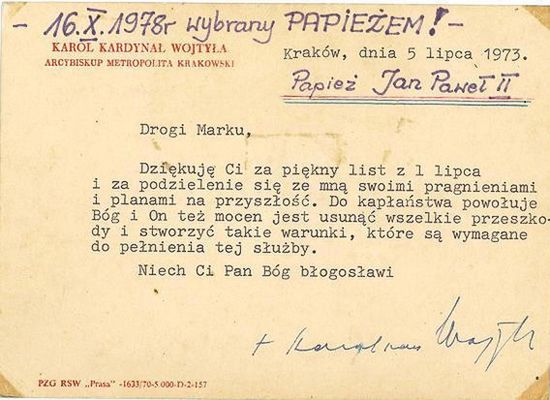 - 16.X.1978r wybrany PAPIEŻEM! -
KAROL KARDYNAŁ WOJTYŁA
ARCYBISKUP METROPOLITA KRAKOWSKI
Kraków, dnia 5 lipca 1973.
Papież Jan Paweł II
Drogi Marku,
Dziękuję Ci za piękny list z l lipca
i za podzielenie się ze mną swoimi pragnieniami
i planami na przyszłość. Do kapłaństwa powołuje
Bóg i On też mocen jest usunąć wszelkie przeszko-
dy i stworzyć takie warunki, które są wymagane
do pełnienia tej służby.
Niech Ci Pan Bóg błogosławi
+ Karol kard Wojtyła
PZG RSW „Prasa" -1633/70-5 000-D-2-157